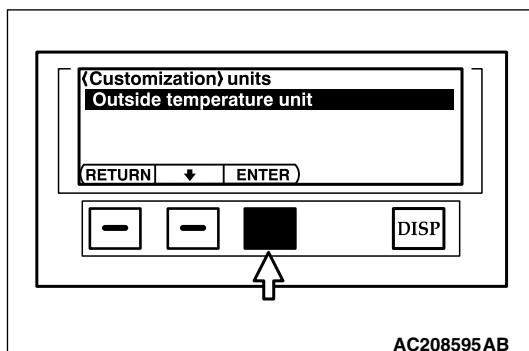 ⟨Customization⟩ units
Outside temperature unit
RETURN ENTER
DISP
AC208595AB